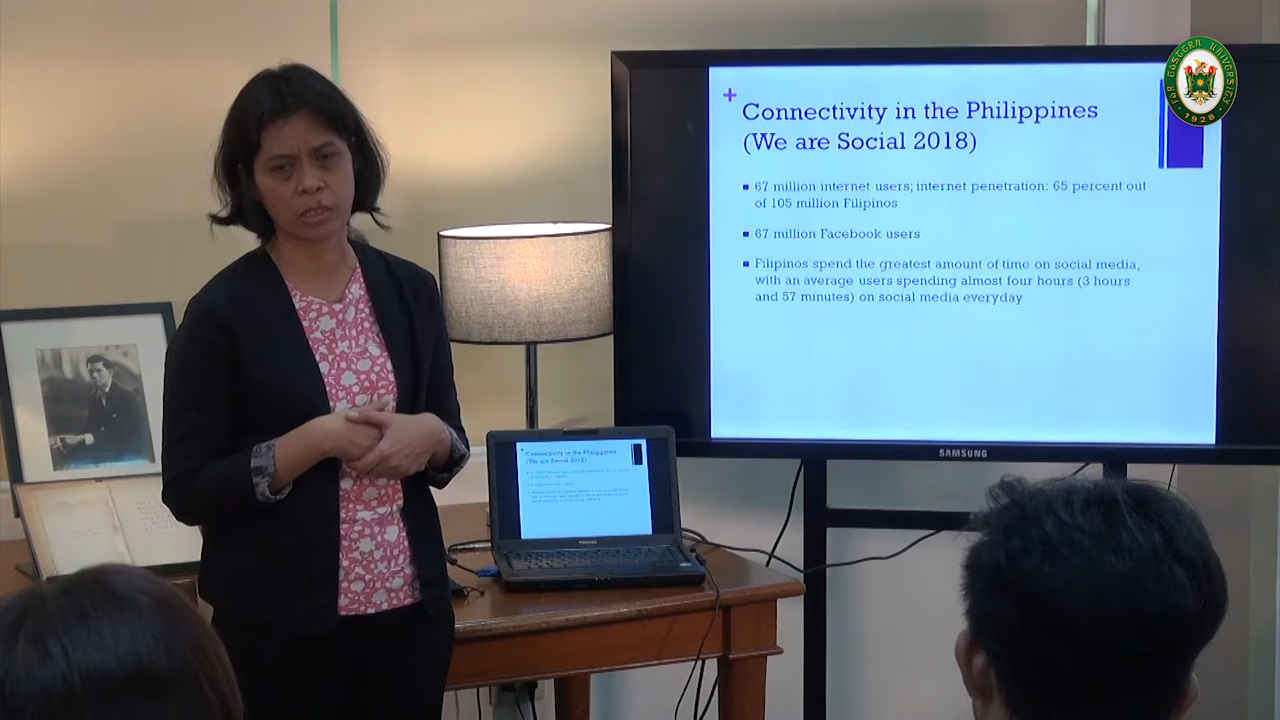 Connectivity in the Philippines
(We are Social 2018)
67 million internet users; internet penetration: 65 percent out
of 105 million Filipinos
67 million Facebook users
Filipinos spend the greatest amount of time on social media,
with an average users spending almost four hours (3 hours
and 57 minutes) on social media everyday
SAMSUNG
FAR EASTERN UNIVERSITY
1928
Connectivity in the Philippines
(We are Social 2018)
TOSHIBA